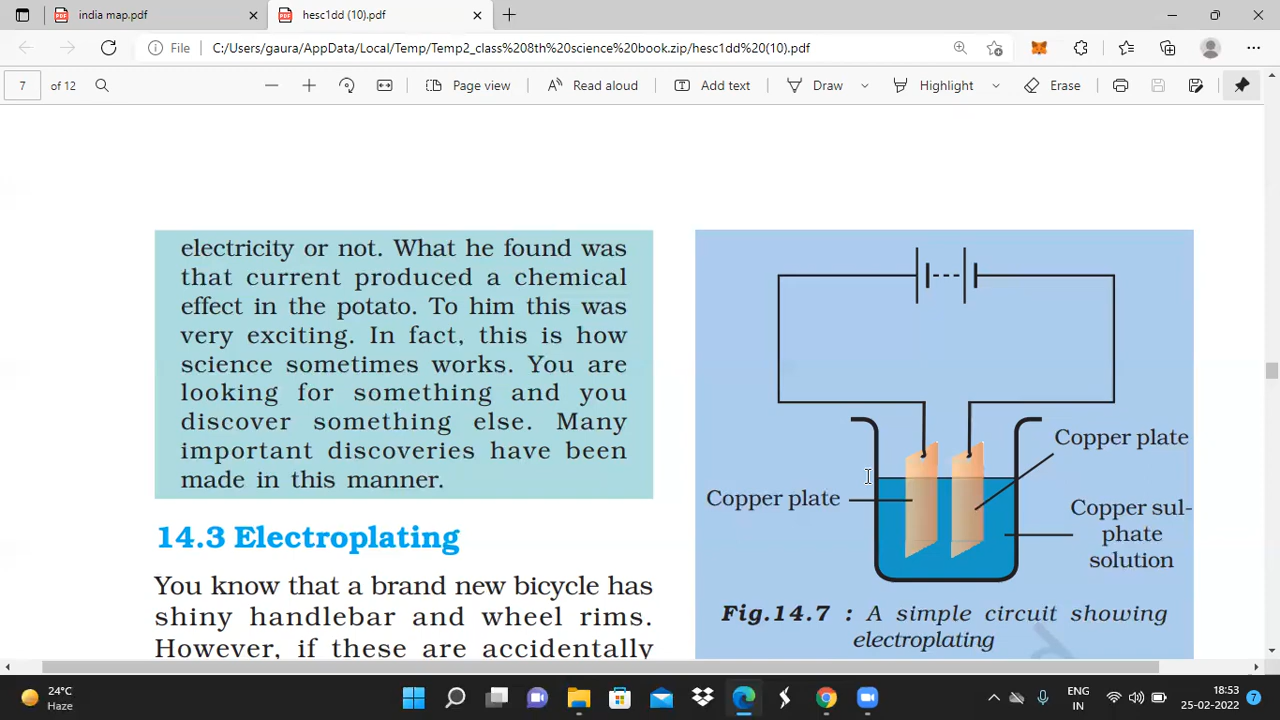 india map.pdf
hesc1dd (10).pdf
File
C:/Users/gaura/AppData/Local/Temp/Temp2_class%208th%20science%20book.zip/hesc1dd%20(10).pdf
7 of 12
Page view
Read aloud
Add text
Draw
Highlight
Erase
electricity or not. What he found was
that current produced a chemical
effect in the potato. To him this was
very exciting. In fact, this is how
science sometimes works. You are
looking for something and you
discover something else. Many
important discoveries have been
made in this manner.
14.3 Electroplating
You know that a brand new bicycle has
shiny handlebar and wheel rims.
However, if these are accidentally
Copper plate
Copper plate
Copper sul-
phate
solution
Fig.14.7 : A simple circuit showing
electroplating
24°C
Haze
ENG
IN
18:53
25-02-2022
7